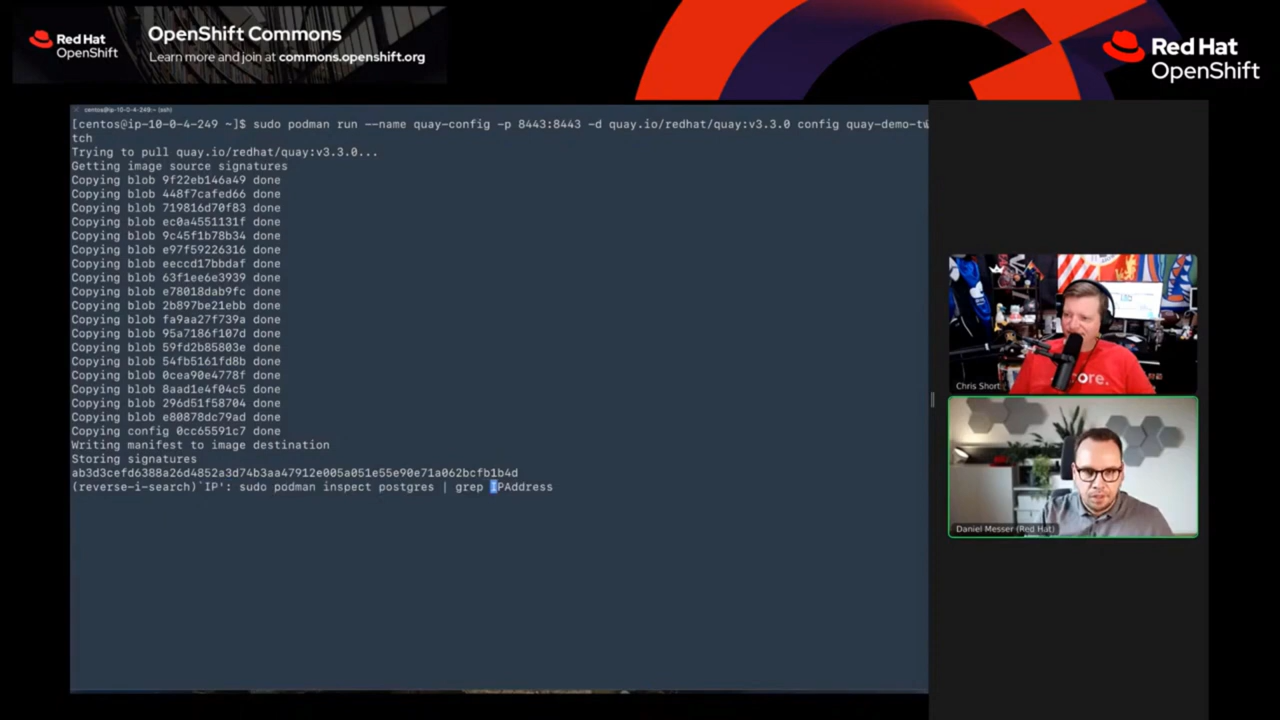 Red Hat
OpenShift
OpenShift Commons
Learn more and join at commons.openshift.org
Red Hat
OpenShift
centos@ip-10-0-4-249:~ (ssh)
[centos@ip-10-0-4-249 ~]$ sudo podman run --name quay-config -p 8443:8443 -d quay.io/redhat/quay:v3.3.0 config quay-demo-tw
tch
Trying to pull quay.io/redhat/quay:v3.3.0...
Getting image source signatures
Copying blob 9f22eb146a49 done
Copying blob 448f7cafed66 done
Copying blob 719816d70f83 done
Copying blob ec0a4551131f done
Copying blob 9c45f1b78b34 done
Copying blob e97f59226316 done
Copying blob eeccd17bbdaf done
Copying blob 63f1ee6e3939 done
Copying blob e78018dab9fc done
Copying blob 2b897be21ebb done
Copying blob fa9aa27f739a done
Copying blob 95a7186f107d done
Copying blob 59fd2b85803e done
Copying blob 54fb5161fd8b done
Copying blob 0cea90e4778f done
Copying blob 8aad1e4f04c5 done
Copying blob 296d51f58704 done
Copying blob e80878dc79ad done
Copying config 0cc65591c7 done
Writing manifest to image destination
Storing signatures
ab3d3cefd6388a26d4852a3d74b3aa47912e005a051e55e90e71a062bcfb1b4d
(reverse-i-search)`IP': sudo podman inspect postgres | grep IPAddress
core.
Chris Short
Daniel Messer (Red Hat)